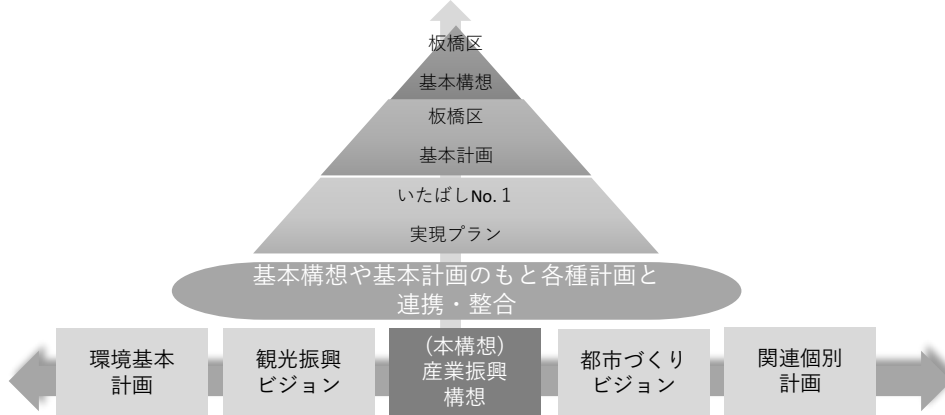 板橋区
基本構想
板橋区
基本計画
いたばしNo.1
実現プラン
基本構想や基本計画のもと各種計画と
連携・整合
環境基本
計画
観光振興
ビジョン
(本構想)
産業振興
構想
都市づくり
ビジョン
関連個別
計画